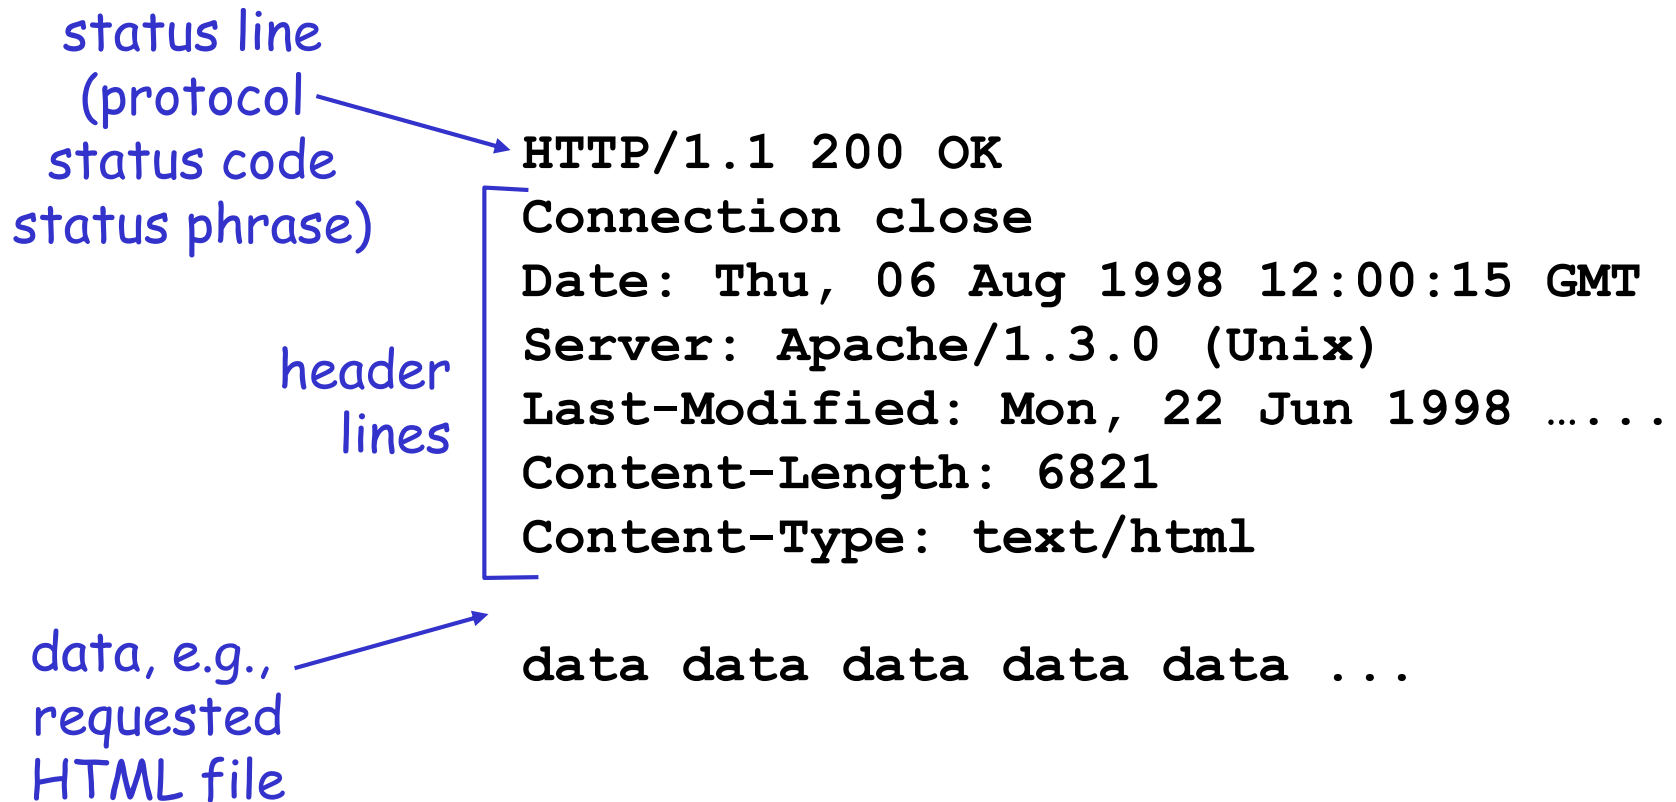 status line
(protocol
status code
status phrase)
HTTP/1.1 200 OK
Connection close
Date: Thu, 06 Aug 1998 12:00:15 GMT
Server: Apache/1.3.0 (Unix)
Last-Modified: Mon, 22 Jun 1998 …...
Content-Length: 6821
Content-Type: text/html
header
lines
data, e.g.,
requested
HTML file
data data data data data ...